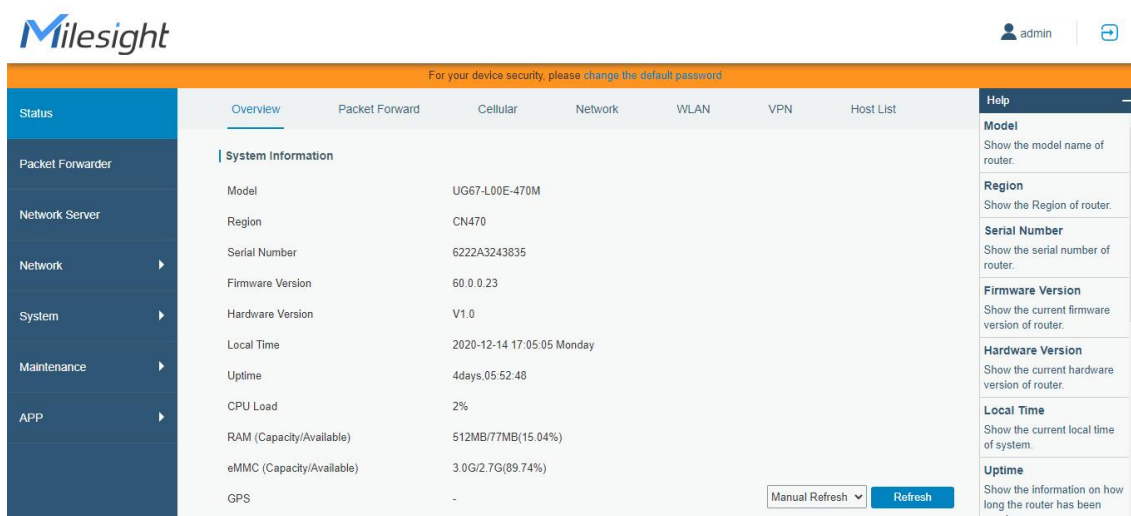 Milesight
admin
For your device security, please change the default password
Status
Packet Forwarder
Network Server
Network
System
Maintenance
APP
Overview Packet Forward Cellular Network WLAN VPN Host List
System Information
Model UG67-L00E-470M
Region CN470
Serial Number 6222A3243835
Firmware Version 60.0.0.23
Hardware Version V1.0
Local Time 2020-12-14 17:05:05 Monday
Uptime 4days,05:52:48
CPU Load 2%
RAM (Capacity/Available) 512MB/77MB(15.04%)
eMMC (Capacity/Available) 3.0G/2.7G(89.74%)
GPS -
Manual Refresh Refresh
Help
Model
Show the model name of
router.
Region
Show the Region of router.
Serial Number
Show the serial number of
router.
Firmware Version
Show the current firmware
version of router.
Hardware Version
Show the current hardware
version of router.
Local Time
Show the current local time
of system.
Uptime
Show the information on how
long the router has been